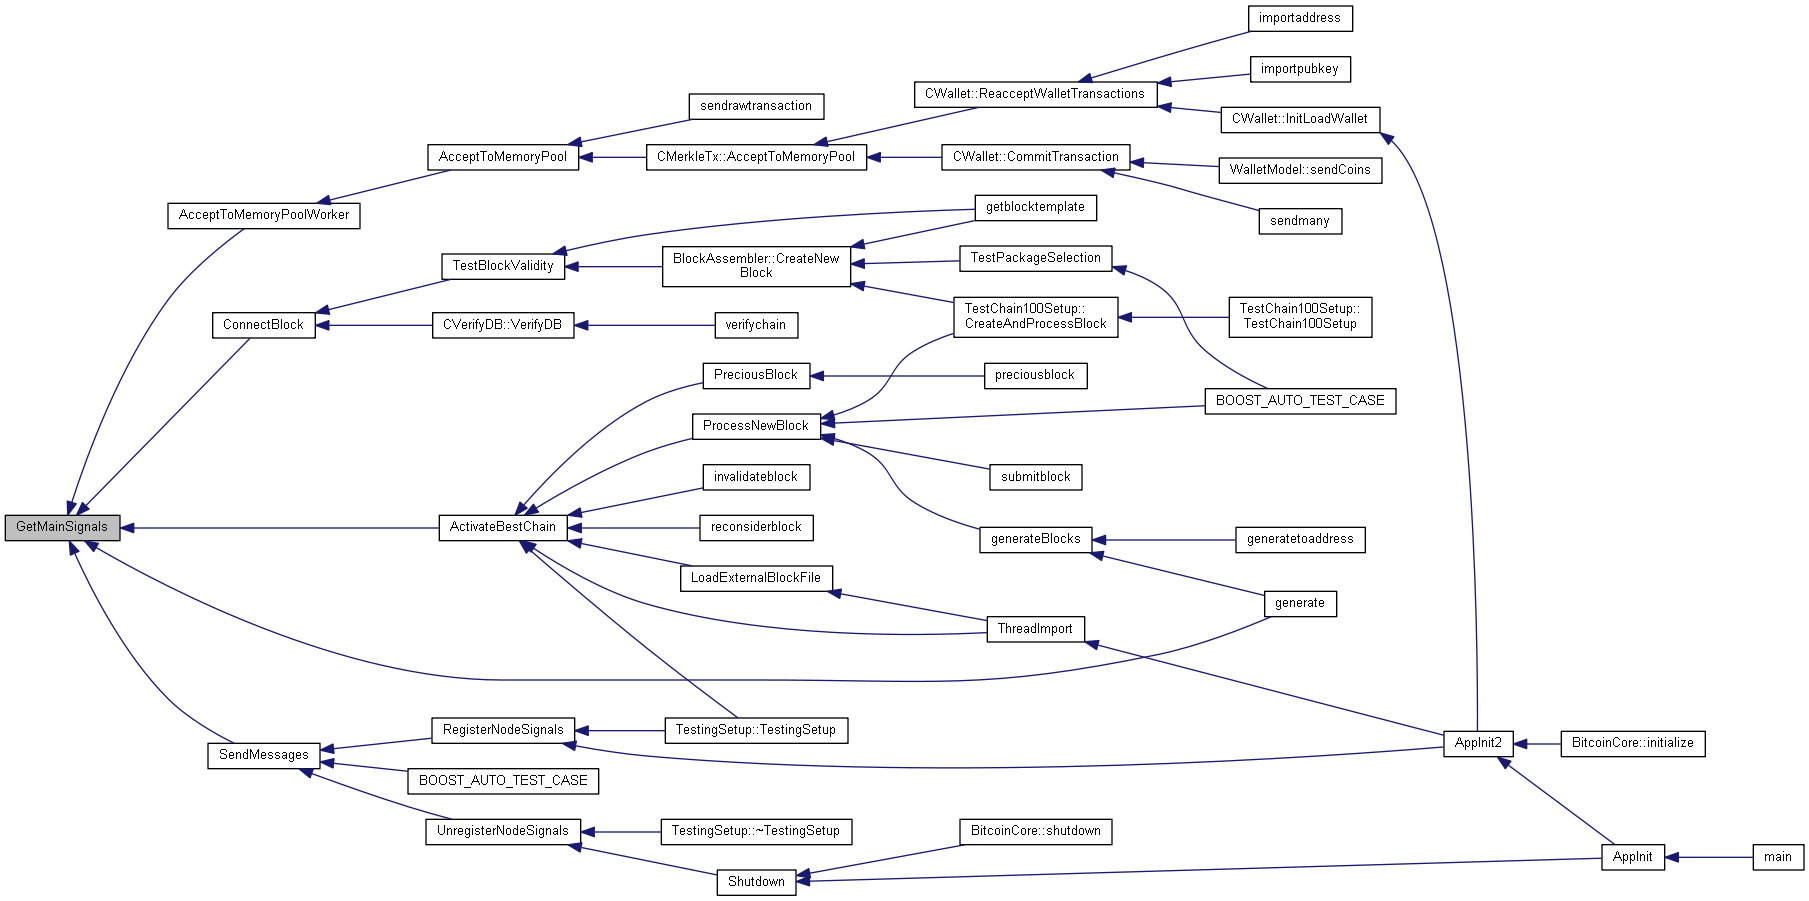 importaddress
importpubkey
CWallet::ReacceptWalletTransactions
sendrawtransaction
CWallet::InitLoadWallet
AcceptToMemoryPool
CMerkleTx::AcceptToMemoryPool
CWallet::CommitTransaction
WalletModel::sendCoins
AcceptToMemoryPoolWorker
getblocktemplate
sendmany
TestBlockValidity
BlockAssembler::CreateNew
Block
TestPackageSelection
ConnectBlock
CVerifyDB::VerifyDB
verifychain
TestChain100Setup::
CreateAndProcessBlock
TestChain100Setup::
TestChain100Setup
PreciousBlock
preciousblock
BOOST_AUTO_TEST_CASE
ProcessNewBlock
invalidateblock
submitblock
GetMainSignals
ActivateBestChain
reconsiderblock
generateBlocks
generatetoaddress
LoadExternalBlockFile
generate
ThreadImport
RegisterNodeSignals
TestingSetup::TestingSetup
SendMessages
AppInit2
BitcoinCore::initialize
BOOST_AUTO_TEST_CASE
UnregisterNodeSignals
TestingSetup::~TestingSetup
BitcoinCore::shutdown
Shutdown
AppInit
main